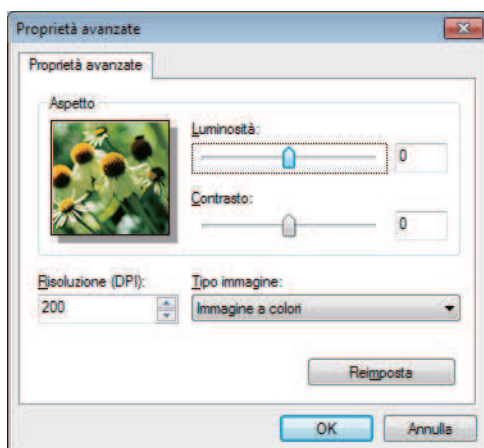 Proprietà avanzate
Proprietà avanzate
Aspetto
Luminosità:
0
Contrasto:
0
Risoluzione (DPI):
Tipo immagine:
200
Immagine a colori
Reimposta
OK
Annulla